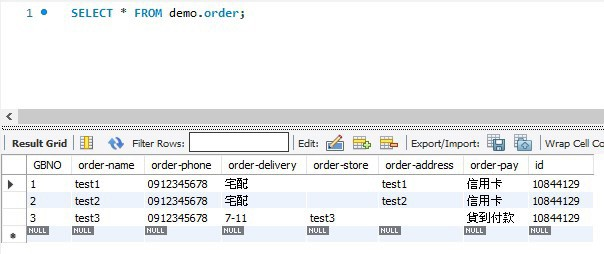 1 SELECT * FROM demo.order;
Result Grid Filter Rows: Edit: Export/Import: Wrap Cell Co
GBNO order-name order-phone order-delivery order-store order-address order-pay id
1 test1 0912345678 宅配 test1 信用卡 10844129
2 test2 0912345678 宅配 test2 信用卡 10844129
3 test3 0912345678 7-11 test3 貨到付款 10844129
NULL NULL NULL NULL NULL NULL NULL NULL